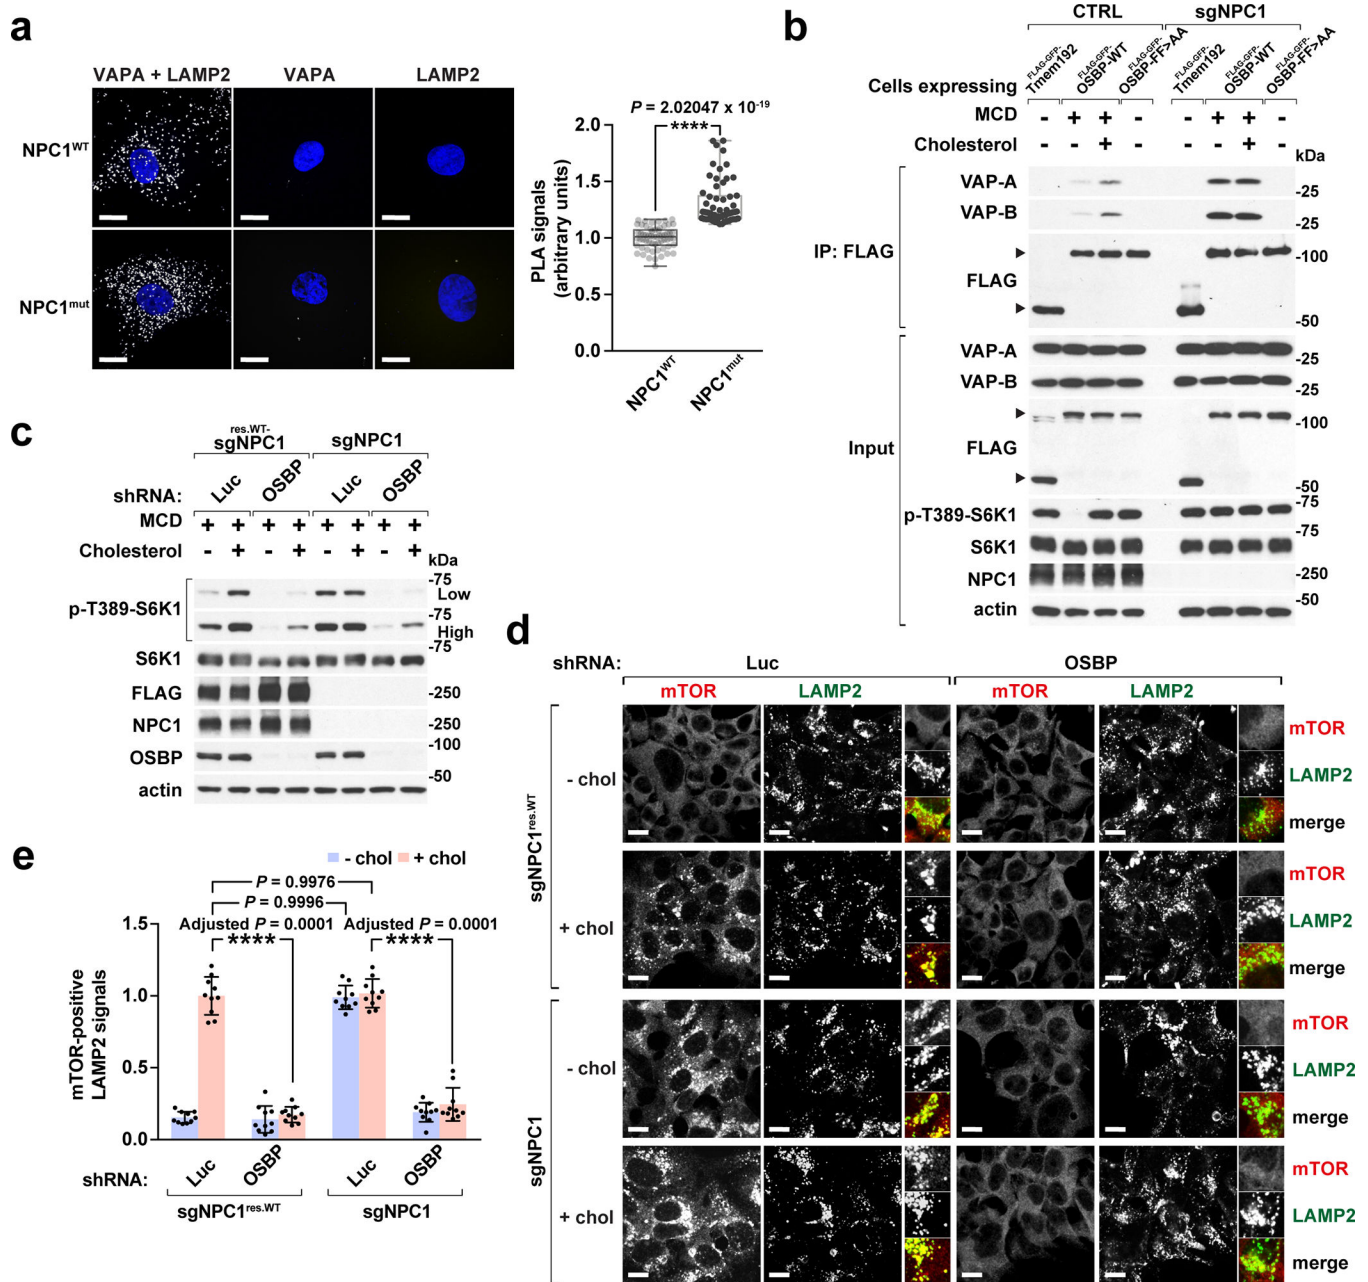 a
VAPA + LAMP2 VAPA LAMP2
NPC1WT
NPC1mut
P = 2.02047 x 10-19
****
2.0
1.5
1.0
0.5
0.0
PLA signals
(arbitrary units)
NPC1WT NPC1mut
b
CTRL sgNPC1
Cells expressing
FLAG-GFP-Tmem192 FLAG-GFP-OSBP-WT FLAG-GFP-OSBP-FF>AA FLAG-GFP-Tmem192 FLAG-GFP-OSBP-WT FLAG-GFP-OSBP-FF>AA
MCD - + + - - + + -
Cholesterol - - + - - - + -
kDa
IP: FLAG
VAP-A -25
VAP-B -25
FLAG -100
-50
Input
VAP-A -25
VAP-B -25
FLAG -100
-50
p-T389-S6K1 -75
S6K1 -75
NPC1 -250
actin -50
c
res.WT-
sgNPC1 sgNPC1
shRNA: Luc OSBP Luc OSBP
MCD + + + + + + + +
Cholesterol - + - + - + - +
kDa
p-T389-S6K1
-75
Low
-75
High
-75
S6K1
FLAG -250
NPC1 -250
OSBP -100
actin -50
d
shRNA: Luc OSBP
mTOR LAMP2 mTOR LAMP2
sgNPC1res.WT
- chol
mTOR
LAMP2
merge
+ chol
mTOR
LAMP2
merge
sgNPC1
- chol
mTOR
LAMP2
merge
+ chol
mTOR
LAMP2
merge
e
- chol + chol
P = 0.9976
P = 0.9996
Adjusted P = 0.0001 Adjusted P = 0.0001
**** ****
1.5
1.0
0.5
0.0
mTOR-positive
LAMP2 signals
shRNA: Luc OSBP Luc OSBP
sgNPC1res.WT sgNPC1